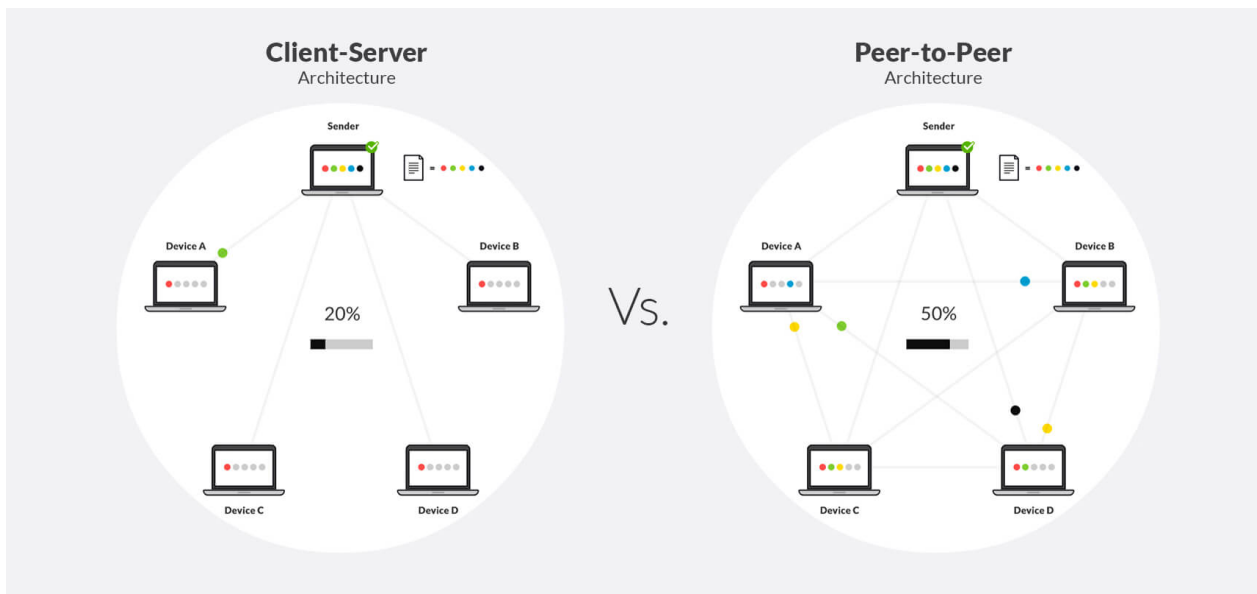 Client-Server
Architecture
Sender
=
Device A
Device B
20%
Device C
Device D
Vs.
Peer-to-Peer
Architecture
Sender
=
Device A
Device B
50%
Device C
Device D